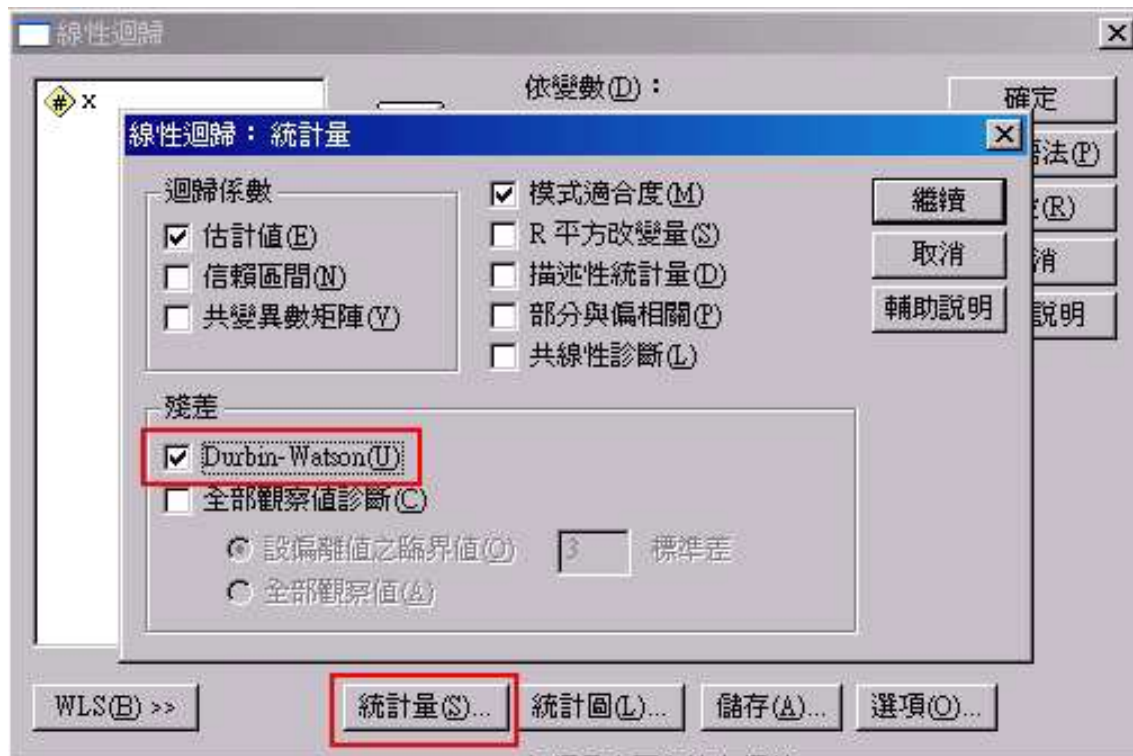 線性迴歸
x
依變數(D)：
確定
法(P)
(R)
消
說明
線性迴歸： 統計量
迴歸係數
估計值(E)
信賴區間(N)
共變異數矩陣(V)
模式適合度(M)
R 平方改變量(S)
描述性統計量(D)
部分與偏相關(P)
共線性診斷(L)
繼續
取消
輔助說明
殘差
Durbin-Watson(U)
全部觀察值診斷(C)
設偏離值之臨界值(O) 3 標準差
全部觀察值(A)
WLS(B) >> 統計量(S)... 統計圖(L)... 儲存(A)... 選項(O)...